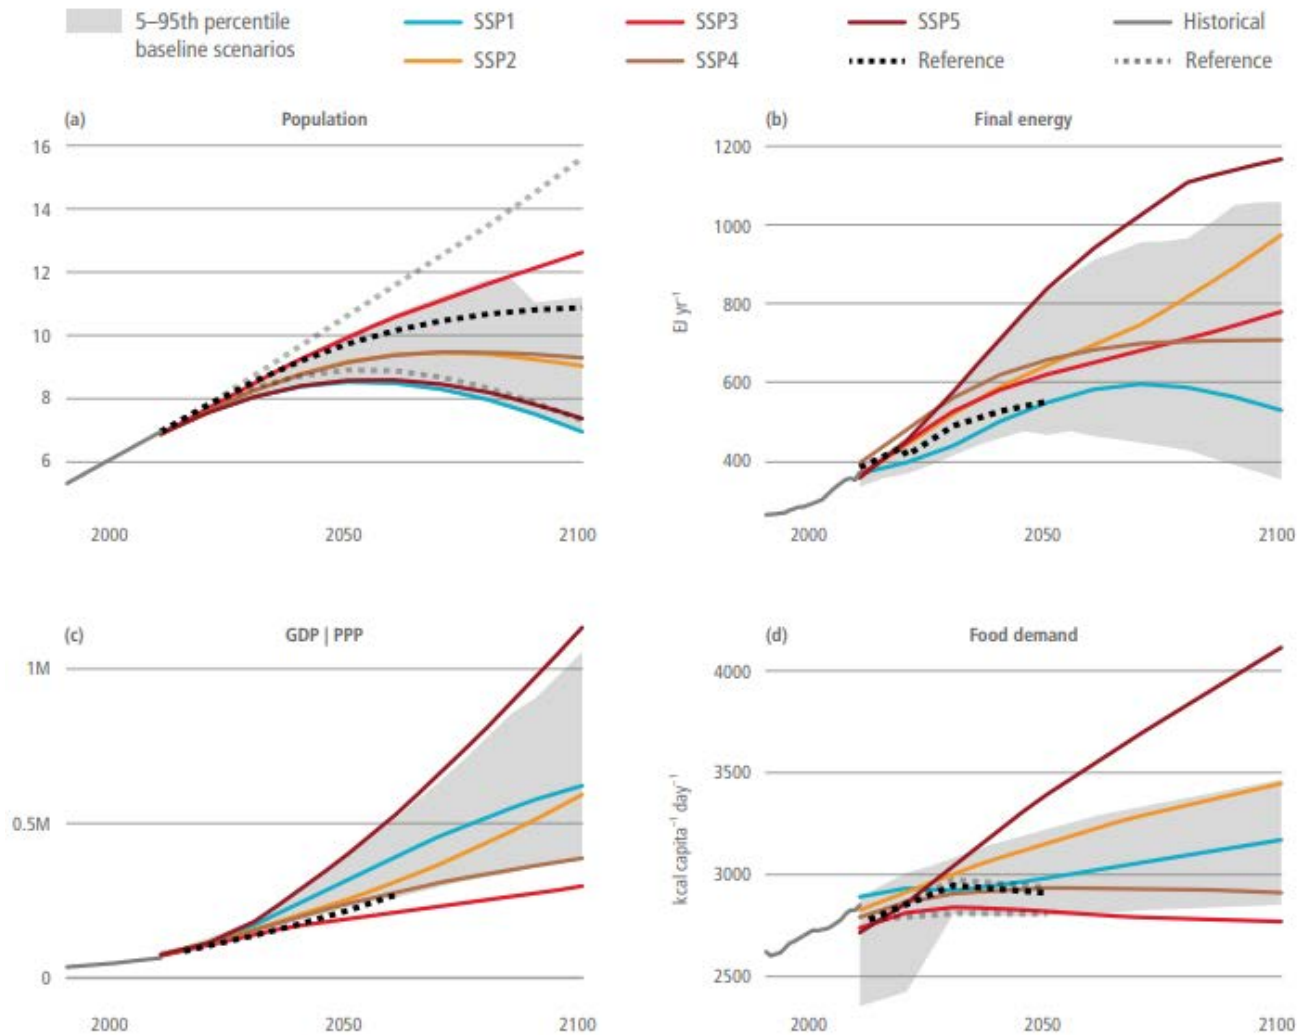 5–95th percentile
baseline scenarios
SSP1
SSP2
SSP3
SSP4
SSP5
Reference
Historical
Reference
(a) Population
16
14
12
10
8
6
2000 2050 2100
(b) Final energy
EJ yr⁻¹
1200
1000
800
600
400
2000 2050 2100
(c) GDP | PPP
1M
0.5M
0
2000 2050 2100
(d) Food demand
kcal capita⁻¹ day⁻¹
4000
3500
3000
2500
2000 2050 2100